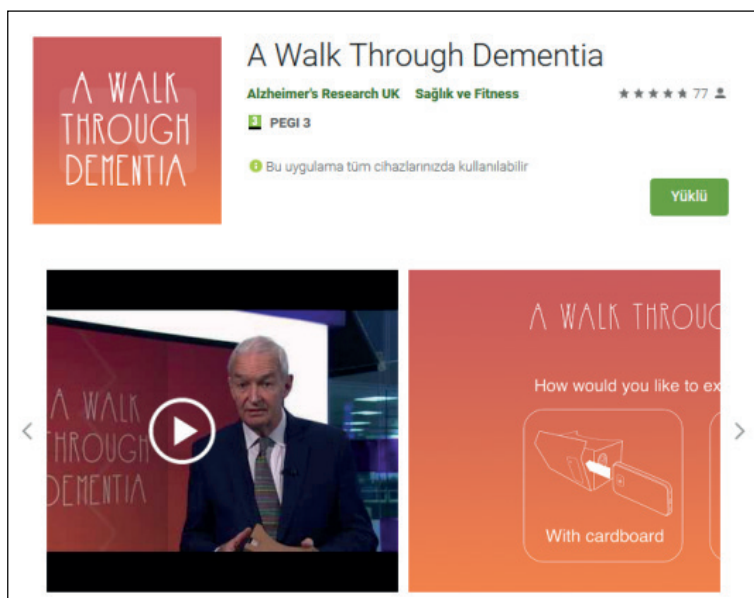 A WALK
THROUGH
DEMENTIA
A Walk Through Dementia
Alzheimer's Research UK Sağlık ve Fitness 77
3 PEGI 3
Bu uygulama tüm cihazlarınızda kullanılabilir
Yüklü
A WALK
THROUGH
DEMENTIA
A WALK THROUG
How would you like to ex
With cardboard